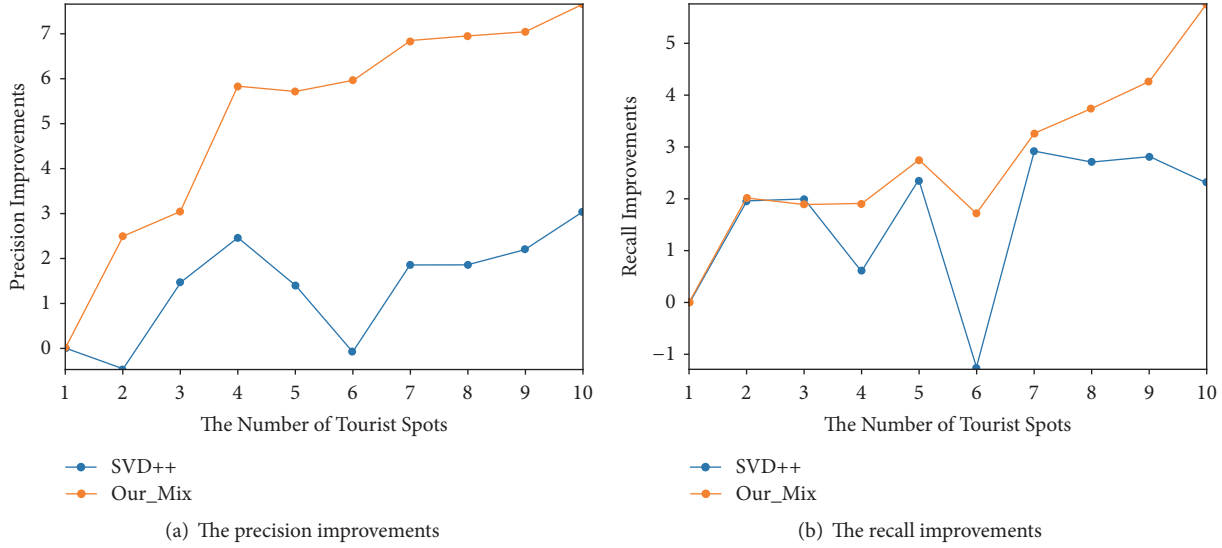 7
6
5
4
3
2
1
0
Precision Improvements
1 2 3 4 5 6 7 8 9 10
The Number of Tourist Spots
SVD++
Our_Mix
(a) The precision improvements
5
4
3
2
1
0
−1
Recall Improvements
1 2 3 4 5 6 7 8 9 10
The Number of Tourist Spots
SVD++
Our_Mix
(b) The recall improvements